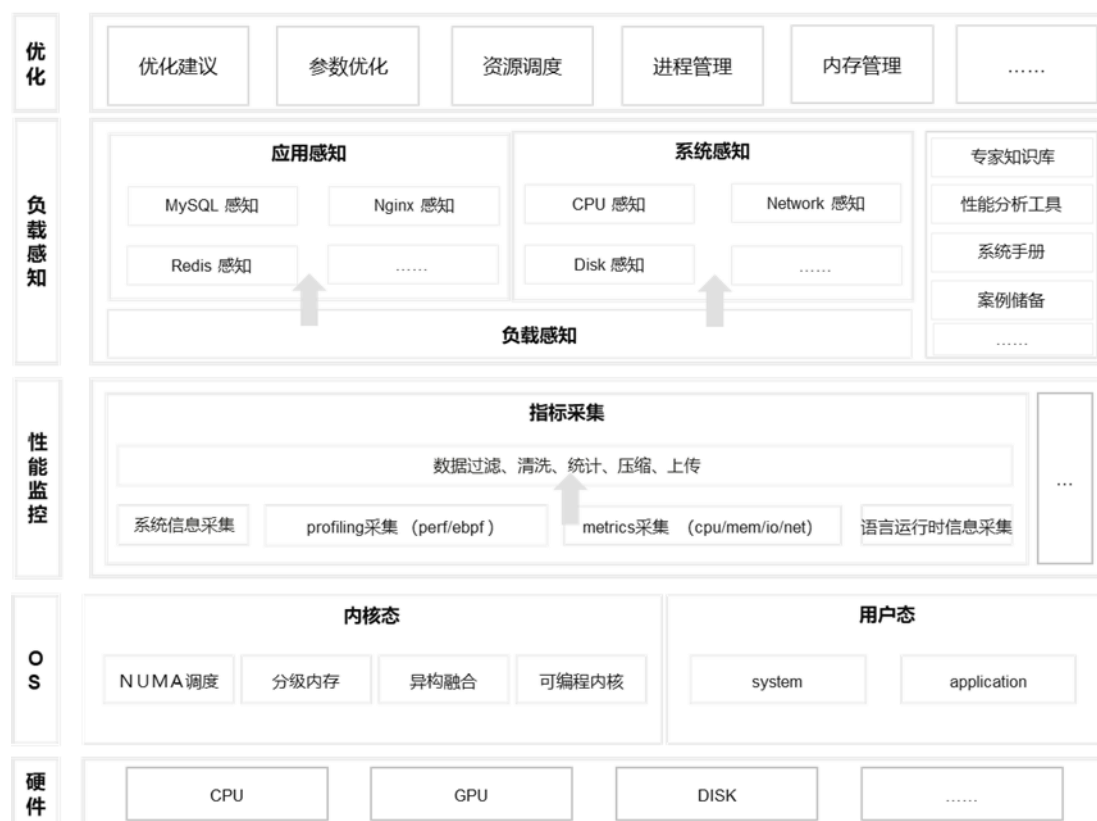 优化
优化建议
参数优化
资源调度
进程管理
内存管理
……
负载感知
应用感知
MySQL 感知
Nginx 感知
Redis 感知
……
系统感知
CPU 感知
Network 感知
Disk 感知
……
负载感知
专家知识库
性能分析工具
系统手册
案例储备
……
性能监控
指标采集
数据过滤、清洗、统计、压缩、上传
系统信息采集
profiling采集 （perf/ebpf ）
metrics采集 （cpu/mem/io/net）
语言运行时信息采集
…
OS
内核态
NUMA调度
分级内存
异构融合
可编程内核
用户态
system
application
硬件
CPU
GPU
DISK
……